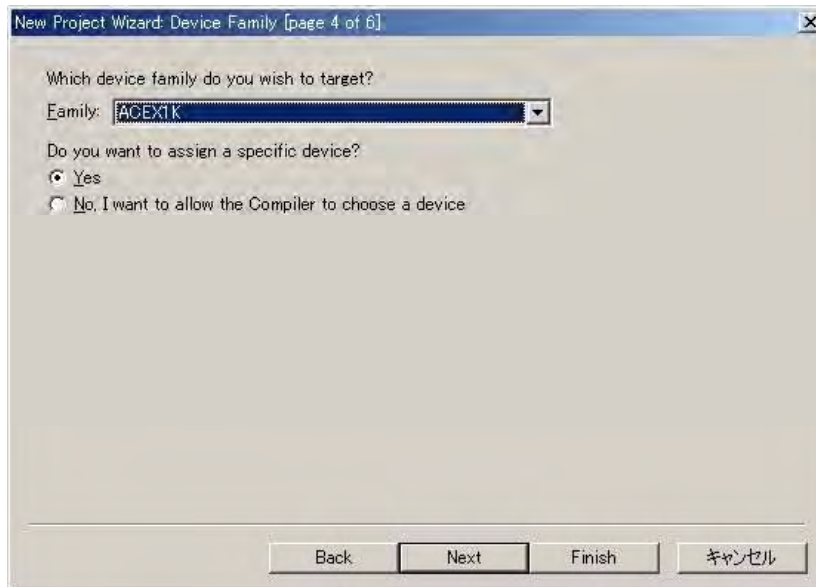 New Project Wizard: Device Family [page 4 of 6]
Which device family do you wish to target?
Family: ACEX1K
Do you want to assign a specific device?
Yes
No, I want to allow the Compiler to choose a device
Back Next Finish キャンセル